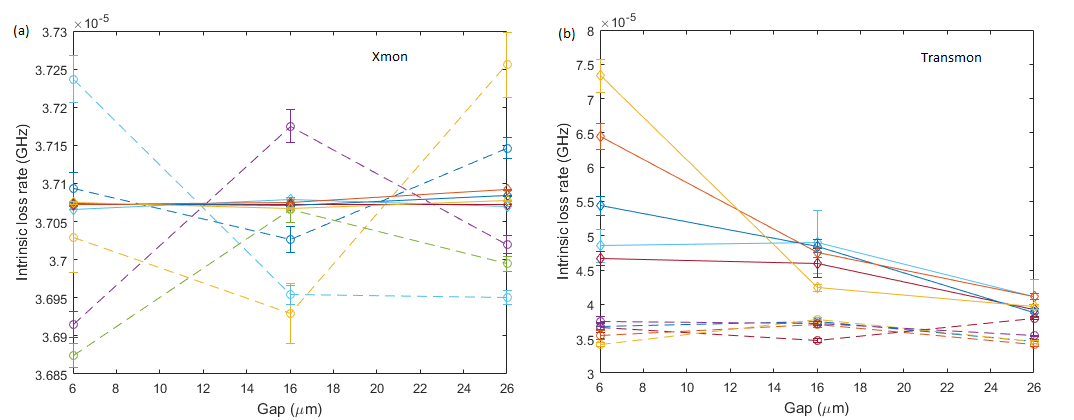 (a)
×10⁻⁵
Xmon
3.73
3.725
3.72
3.715
3.71
3.705
3.7
3.695
3.69
3.685
Intrinsic loss rate (GHz)
6 8 10 12 14 16 18 20 22 24 26
Gap (μm)
(b)
×10⁻⁵
Transmon
8
7.5
7
6.5
6
5.5
5
4.5
4
3.5
3
Intrinsic loss rate (GHz)
6 8 10 12 14 16 18 20 22 24 26
Gap (μm)